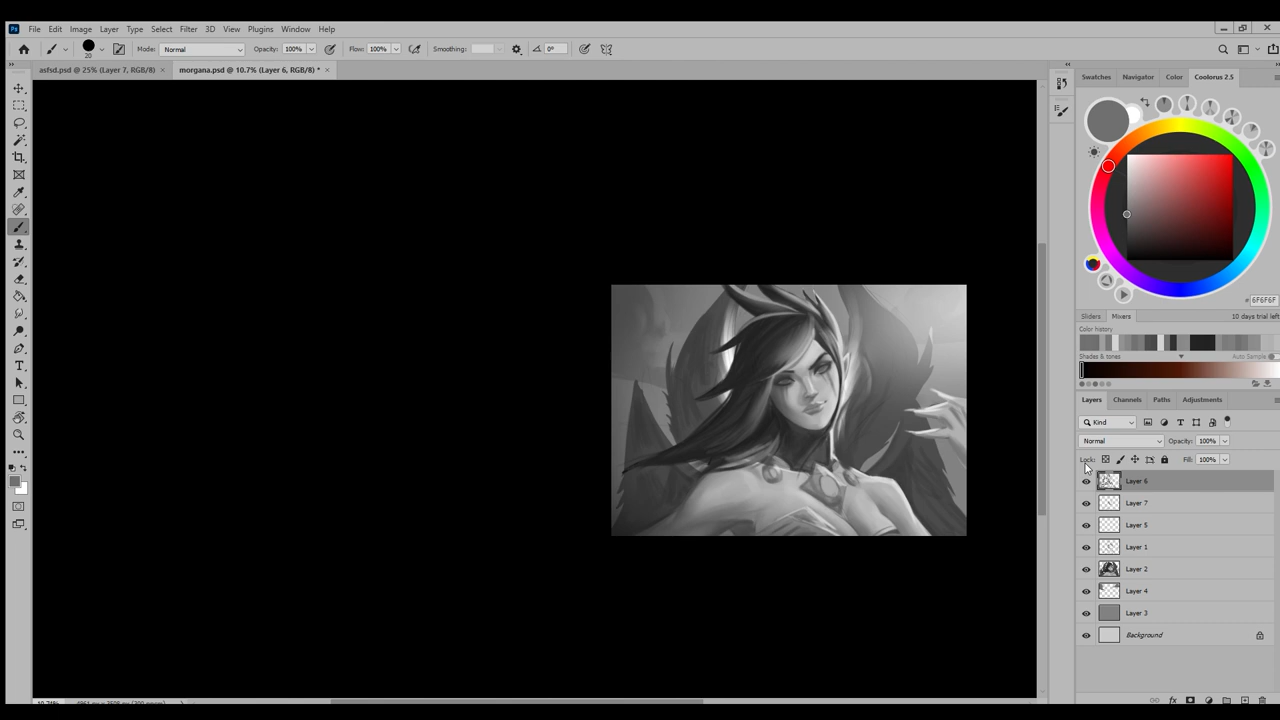 Ps File Edit Image Layer Type Select Filter 3D View Plugins Window Help
20 Mode: Normal Opacity: 100% Flow: 100% Smoothing: 0°
asfsd.psd @ 25% (Layer 7, RGB/8) × morgana.psd @ 10.7% (Layer 6, RGB/8) * ×
Swatches Navigator Color Coolorus 2.5
# 6F6F6F
Sliders Mixers 10 days trial left
Color history
Shades & tones Auto Sample
Layers Channels Paths Adjustments
Kind
Normal Opacity: 100%
Lock: Fill: 100%
Layer 6
Layer 7
Layer 5
Layer 1
Layer 2
Layer 4
Layer 3
Background
fx